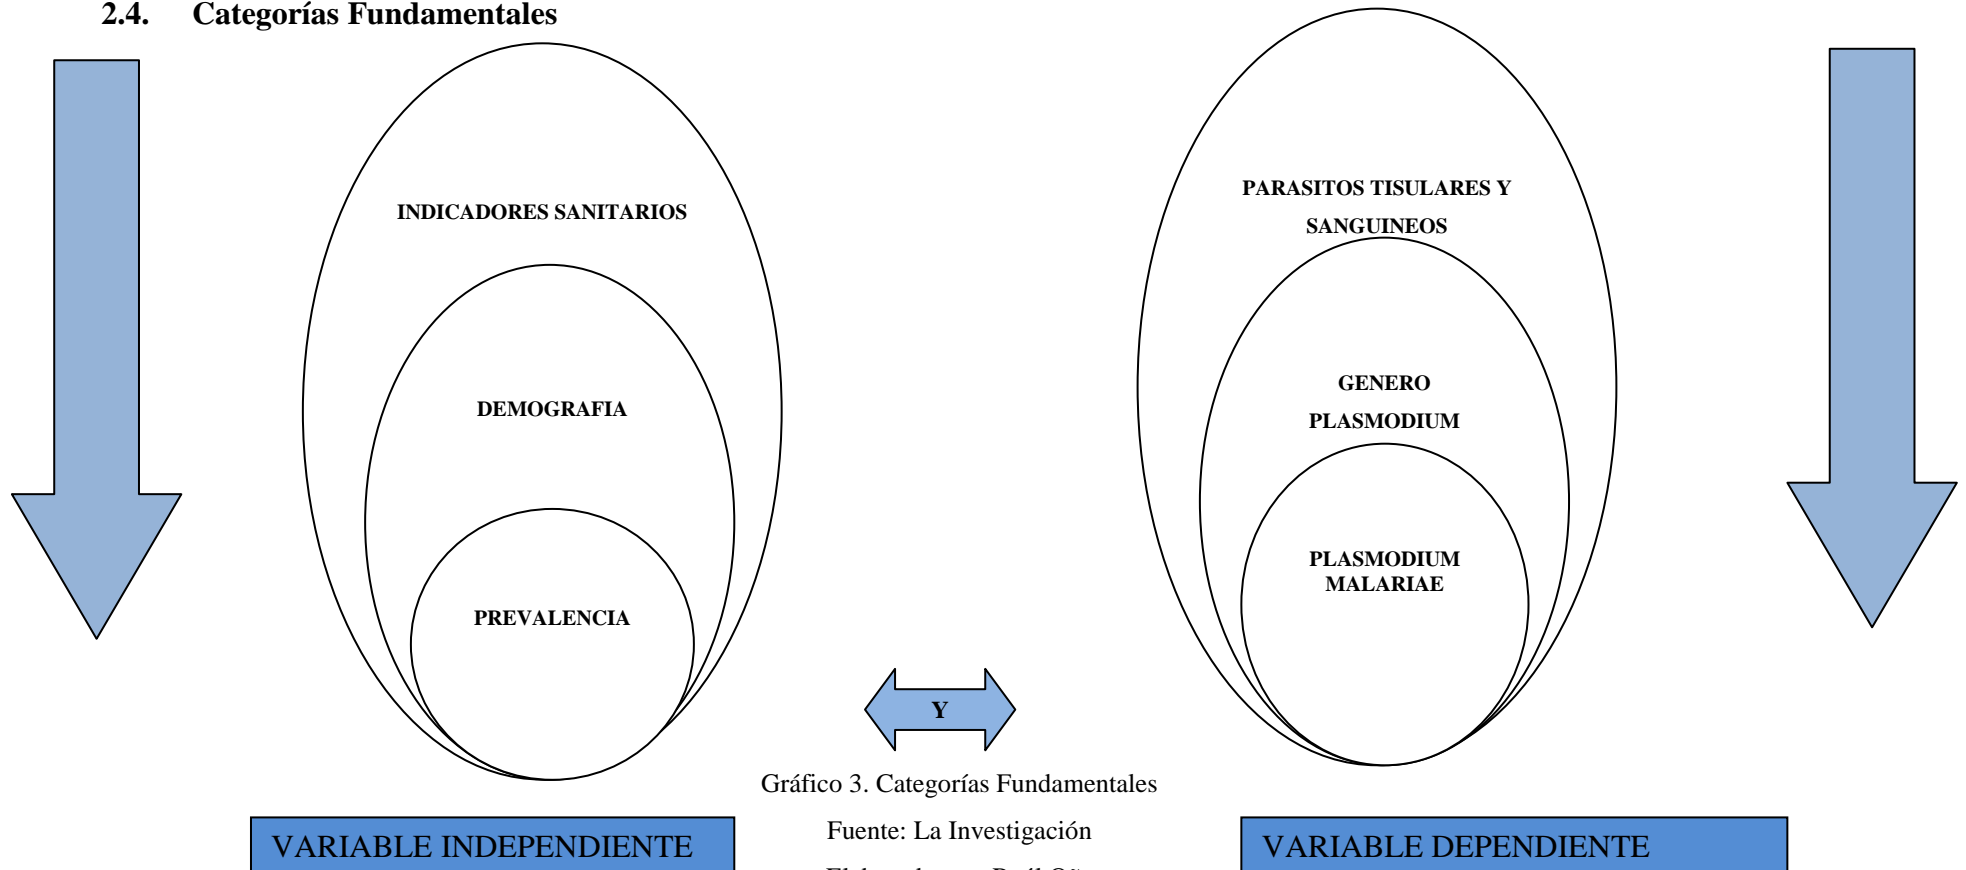 2.4. Categorías Fundamentales
INDICADORES SANITARIOS
DEMOGRAFIA
PREVALENCIA
PARASITOS TISULARES Y
SANGUINEOS
GENERO
PLASMODIUM
PLASMODIUM
MALARIAE
Y
Gráfico 3. Categorías Fundamentales
VARIABLE INDEPENDIENTE
Fuente: La Investigación
VARIABLE DEPENDIENTE